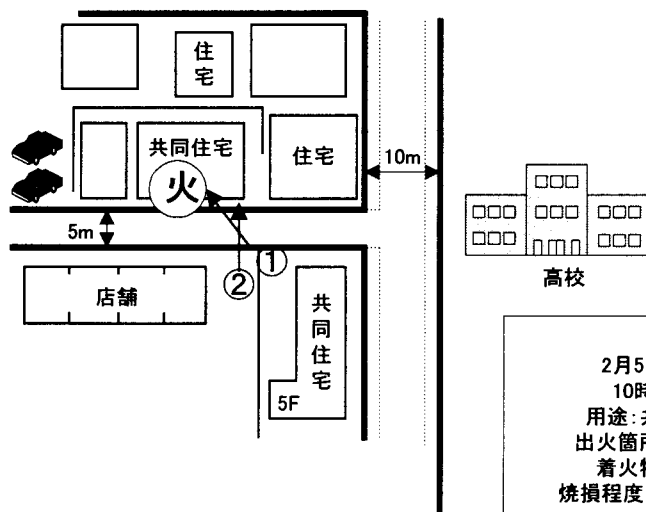 住宅
共同住宅
住宅
火
10m
5m
①
②
店舗
共同住宅
5F
高校
2月5
10時
用途:共
出火箇所
着火物
焼損程度